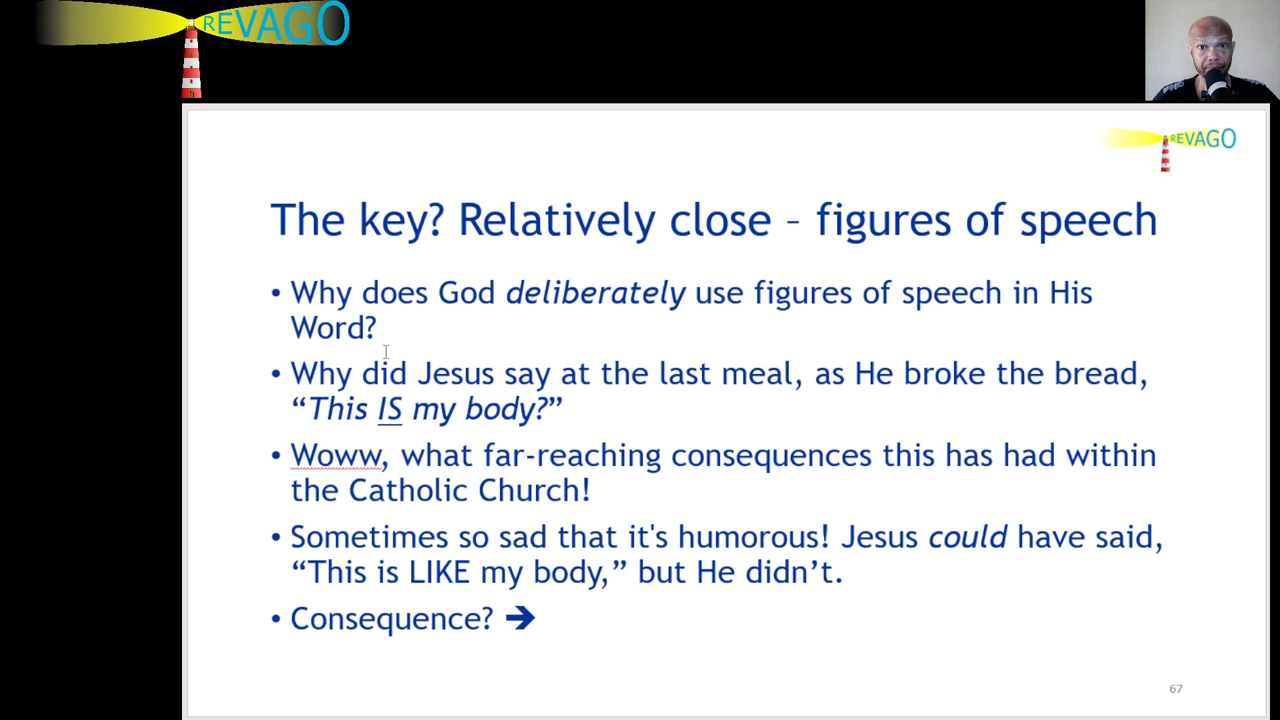 REVAGO
REVAGO
The key? Relatively close – figures of speech
• Why does God deliberately use figures of speech in His
Word?
• Why did Jesus say at the last meal, as He broke the bread,
“This IS my body?”
• Woww, what far-reaching consequences this has had within
the Catholic Church!
• Sometimes so sad that it's humorous! Jesus could have said,
“This is LIKE my body,” but He didn’t.
• Consequence? ➔
67